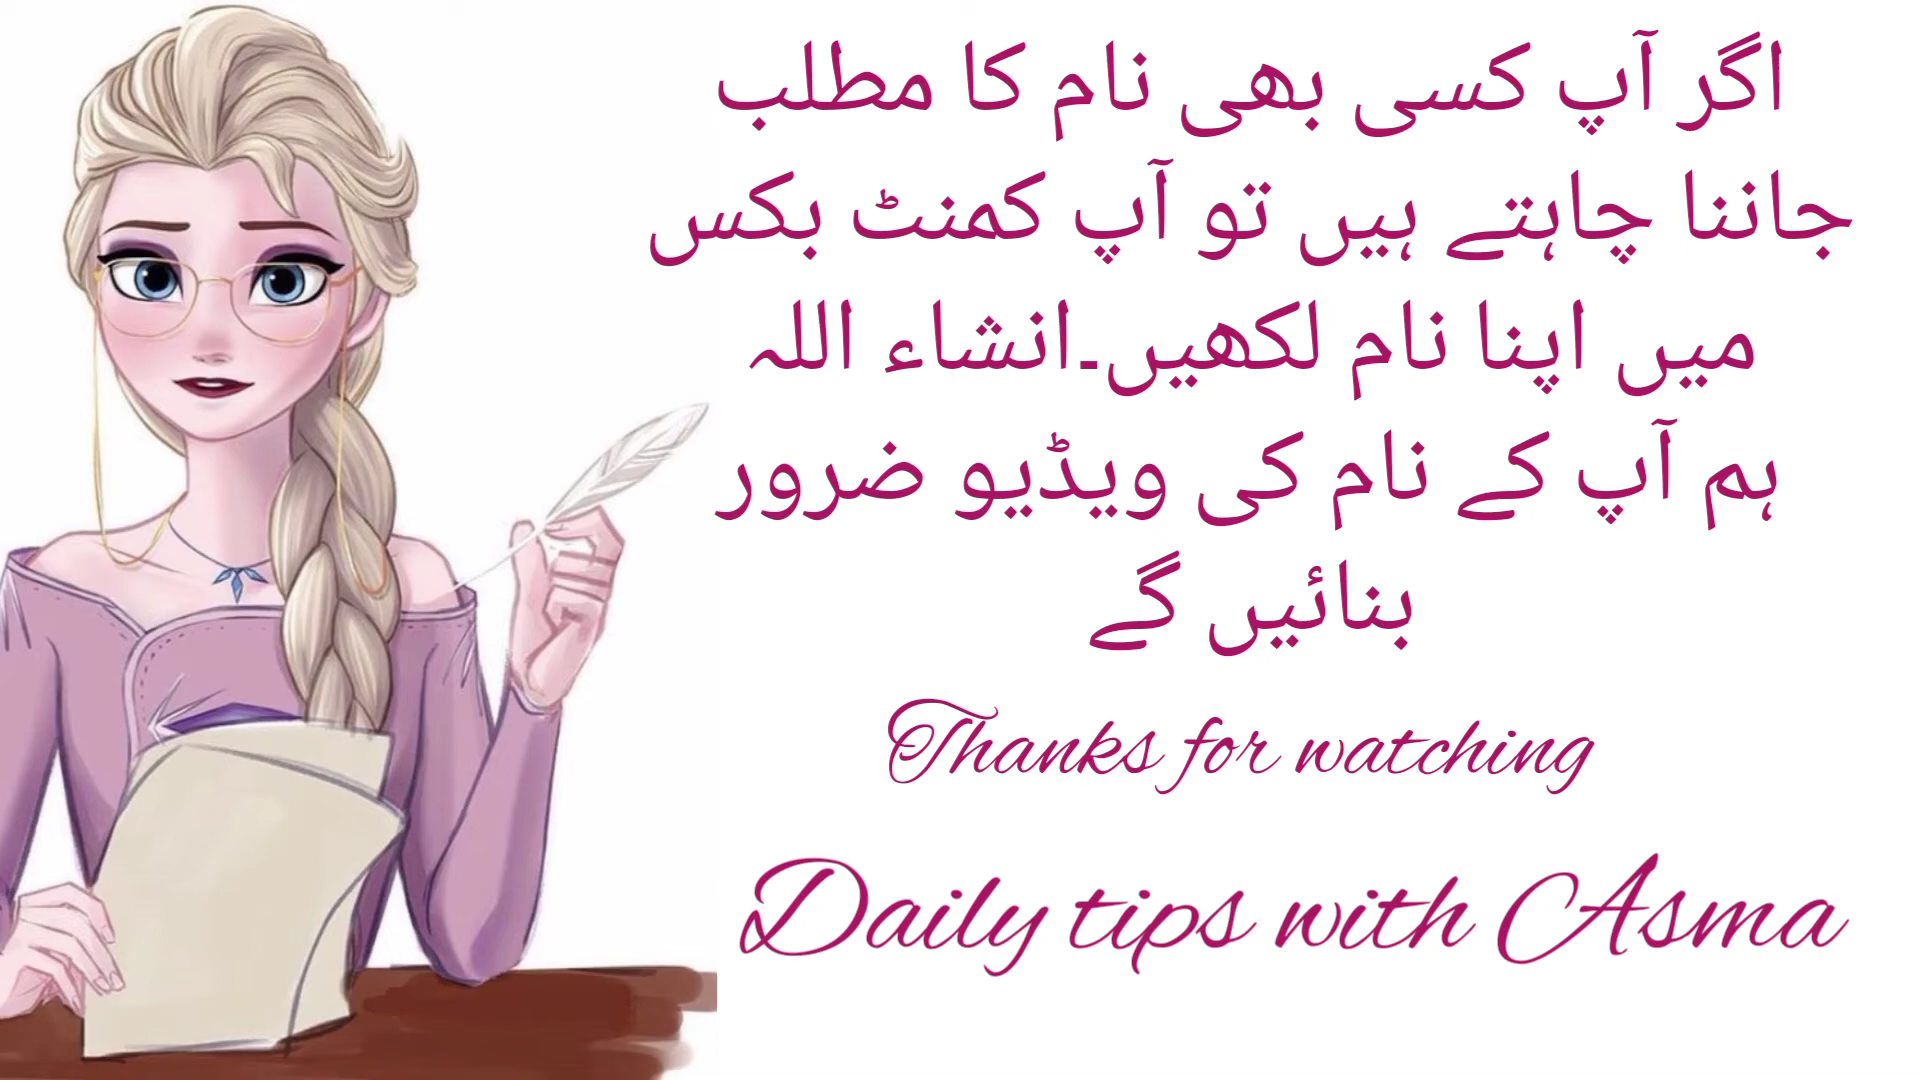 اگر آپ کسی بھی نام کا مطلب
جاننا چاہتے ہیں تو آپ کمنٹ بکس
میں اپنا نام لکھیں۔انشاء اللہ
ہم آپ کے نام کی ویڈیو ضرور
بنائیں گے
Thanks for watching
Daily tips with Asma